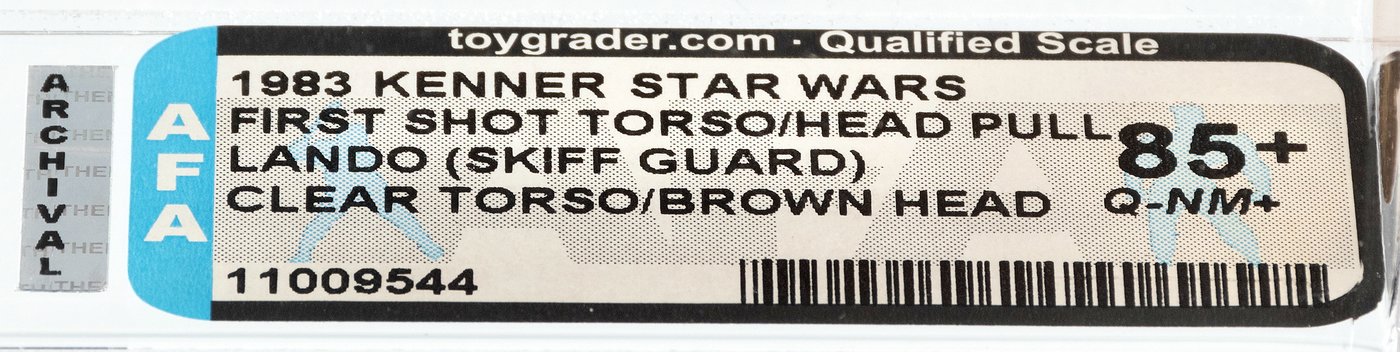 ARCHIVAL
AFA
toygrader.com · Qualified Scale
1983 KENNER STAR WARS
FIRST SHOT TORSO/HEAD PULL
LANDO (SKIFF GUARD)
CLEAR TORSO/BROWN HEAD
85+
Q-NM+
11009544